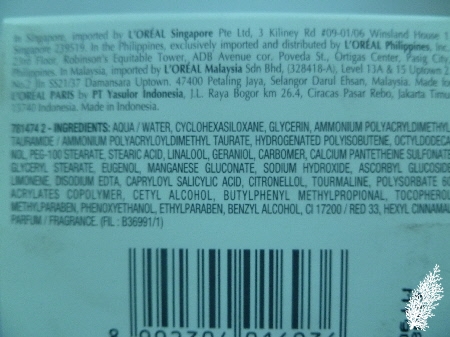 In Singapore, imported by L'ORÉAL Singapore Pte Ltd, 3 Kiliney Rd #09-01/06 Winsland House 1
Singapore 239519. In the Philippines, exclusively imported and distributed by L'ORÉAL Philippines, Inc.
23rd Floor, Robinson's Equitable Tower, ADB Avenue cor. Poveda St., Ortigas Center, Pasig City
Philippines. In Malaysia, imported by L'ORÉAL Malaysia Sdn Bhd, (328418-A), Level 13A & 15 Uptown 2
No.2 Jln SS21/37 Damansara Uptown. 47400 Petaling Jaya, Selangor Darul Ehsan, Malaysia. Made for
L'ORÉAL PARIS by PT Yasulor Indonesia, J.L. Raya Bogor km 26.4, Ciracas Pasar Rebo, Jakarta Timur
13740 Indonesia. Made in Indonesia.
781474 2 - INGREDIENTS: AQUA / WATER, CYCLOHEXASILOXANE, GLYCERIN, AMMONIUM POLYACRYLDIMETHYL
TAURAMIDE / AMMONIUM POLYACRYLOYLDIMETHYL TAURATE, HYDROGENATED POLYISOBUTENE, OCTYLDODECA
NOL, PEG-100 STEARATE, STEARIC ACID, LINALOOL, GERANIOL, CARBOMER, CALCIUM PANTETHEINE SULFONATE
GLYCERYL STEARATE, EUGENOL, MANGNESE GLUCONATE, SODIUM HYDROXIDE, ASCORBYL GLUCOSIDE
LIMONENE, DISODIUM EDTA, CAPRYLOYL SALICYLIC ACID, CITRONELLOL, TOURMALINE, POLYSORBATE 60
ACRYLATES COPOLYMER, CETYL ALCOHOL, BUTYLPHENYL METHYLPROPIONAL, TOCOPHEROL
METHYLPARABEN, PHENOXYETHANOL, ETHYLPARABEN, BENZYL ALCOHOL, CI 17200 / RED 33, HEXYL CINNAMAL
PARFUM / FRAGRANCE. (FIL : B36991/1)